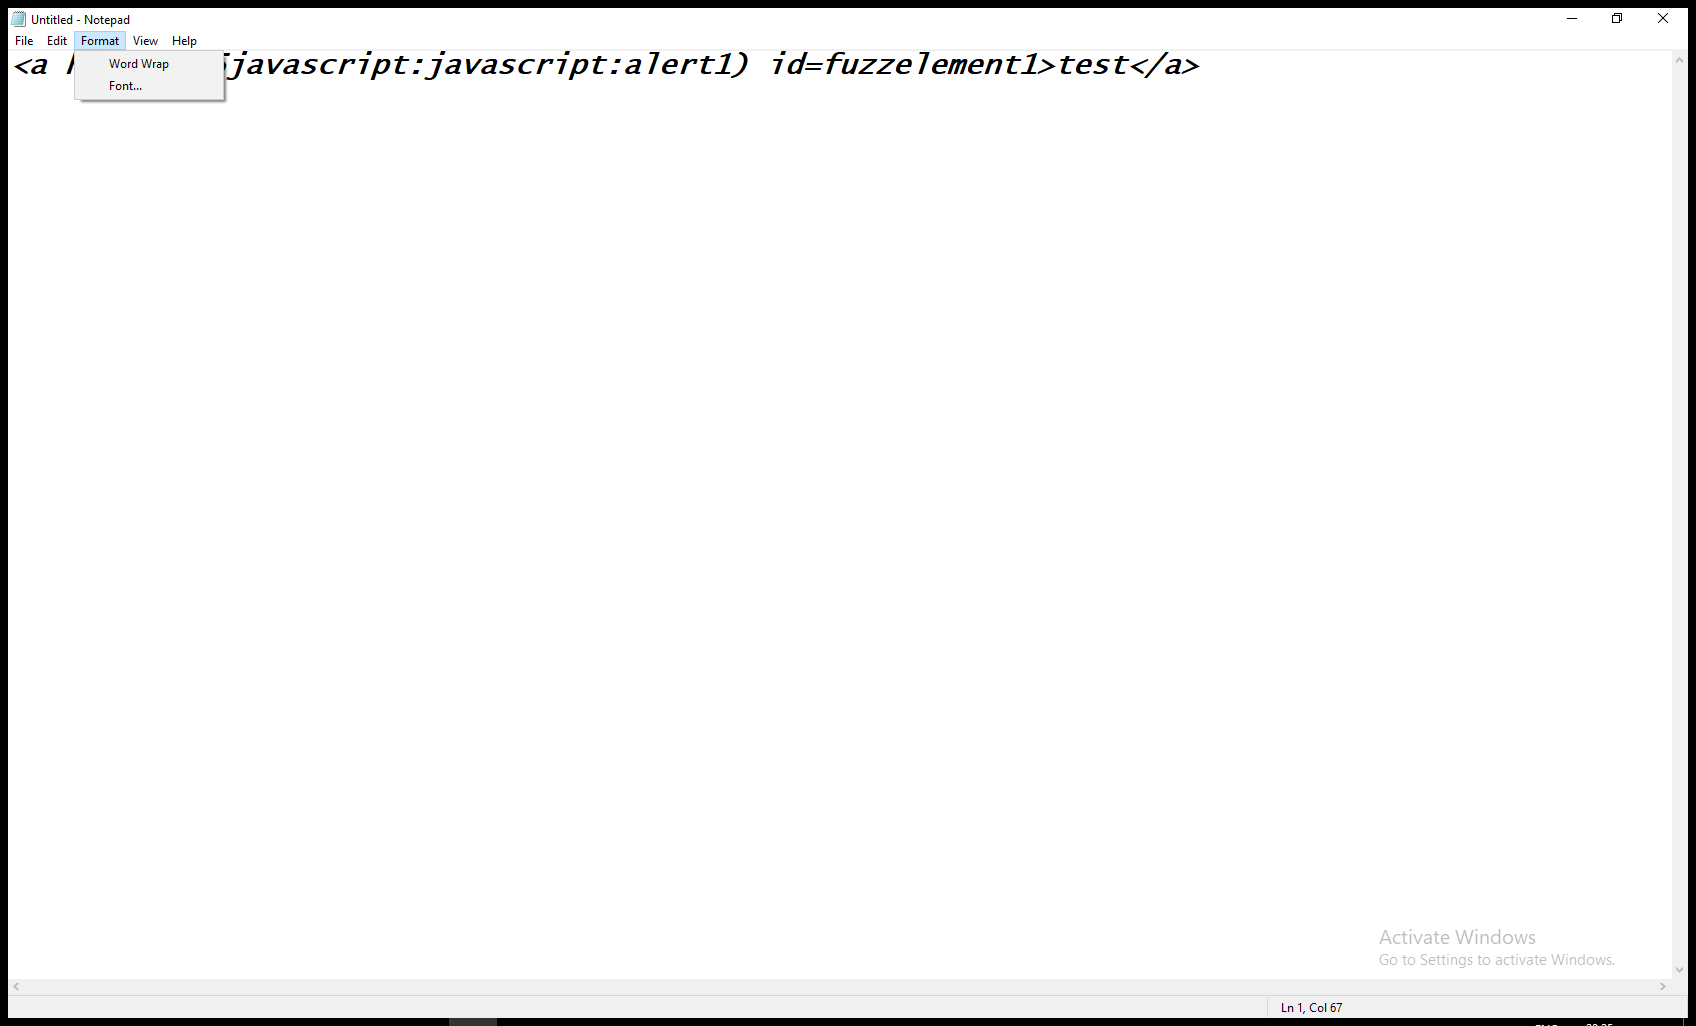 Untitled - Notepad
File Edit Format View Help
<a javascript:javascript:alert1) id=fuzzelement1>test</a>
Word Wrap
Font...
Activate Windows
Go to Settings to activate Windows.
Ln 1, Col 67